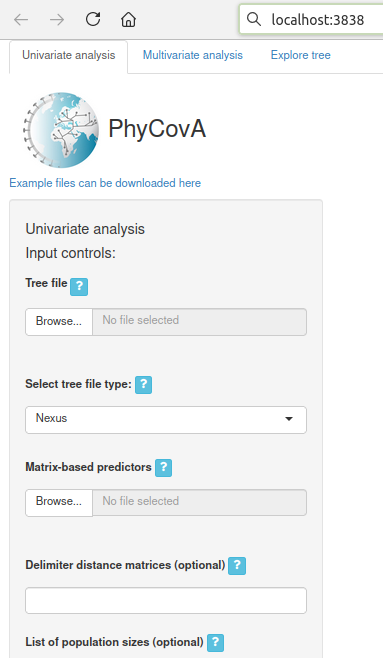 localhost:3838
Univariate analysis Multivariate analysis Explore tree
PhyCovA
Example files can be downloaded here
Univariate analysis
Input controls:
Tree file ?
Browse... No file selected
Select tree file type: ?
Nexus
Matrix-based predictors ?
Browse... No file selected
Delimiter distance matrices (optional) ?
List of population sizes (optional) ?